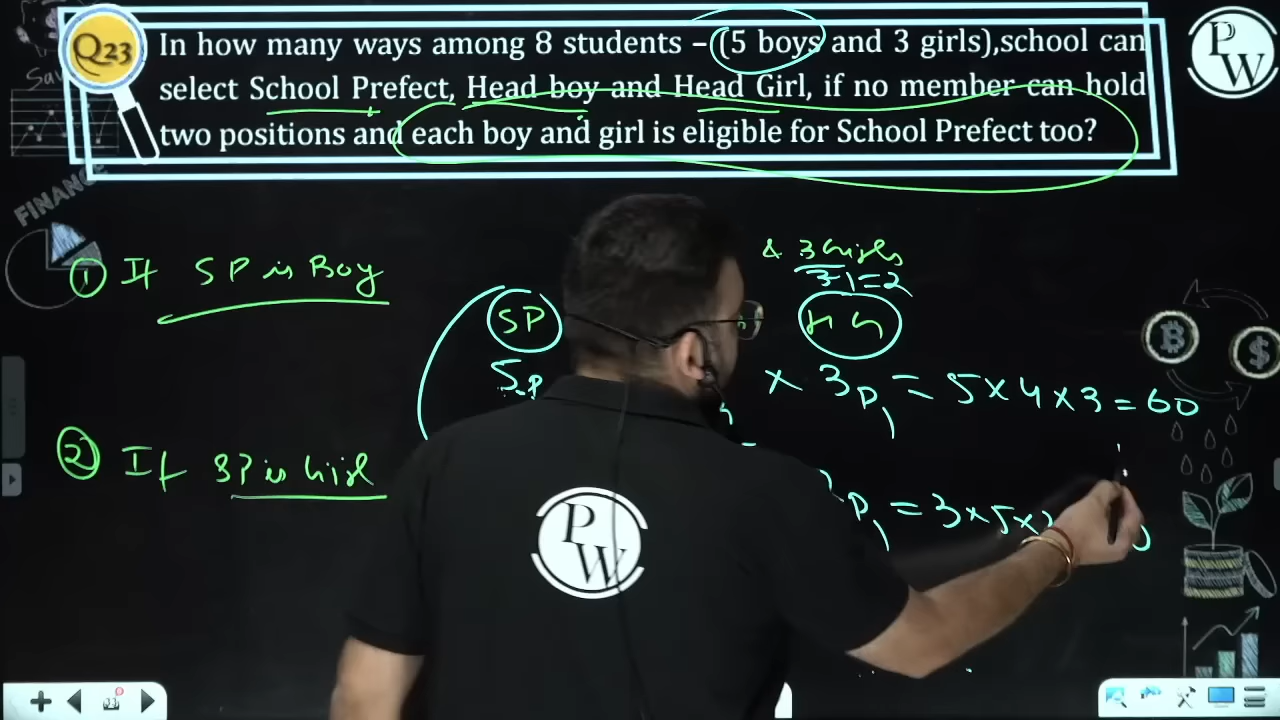 Q23
In how many ways among 8 students – (5 boys and 3 girls),school can
select School Prefect, Head boy and Head Girl, if no member can hold
two positions and each boy and girl is eligible for School Prefect too?
PW
FINANCE
① If SP is Boy
& 3 Girls
3-1=2
SP
HG
5P
× 3P1 = 5×4×3 = 60
② If SP is Girl
P1 = 3×5×
PW